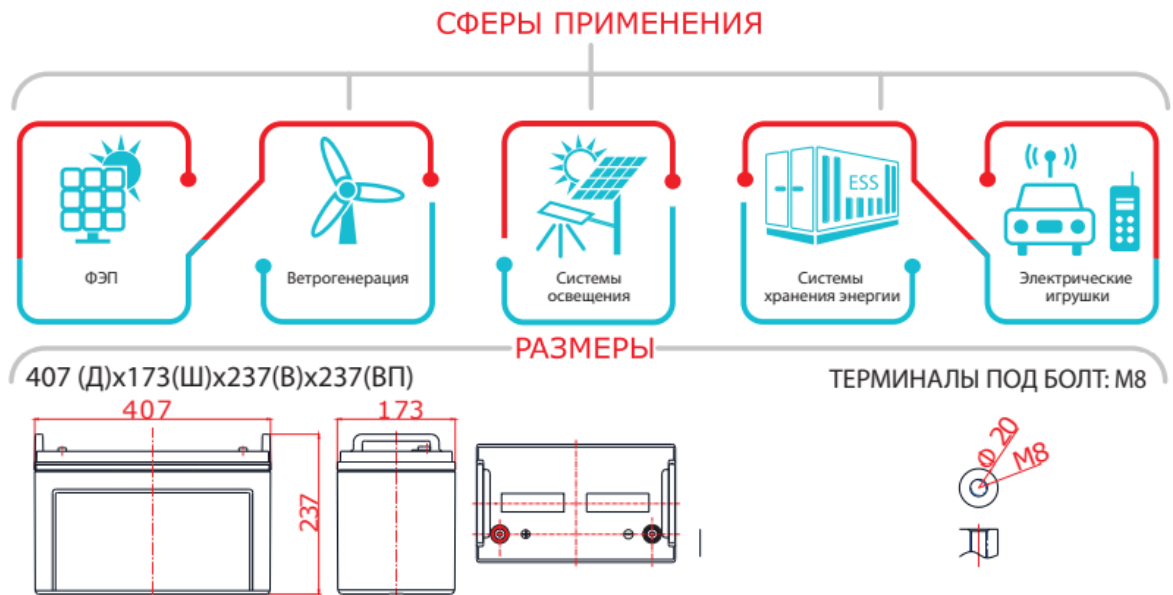 СФЕРЫ ПРИМЕНЕНИЯ
ESS
ФЭП
Ветрогенерация
Системы
освещения
Системы
хранения энергии
Электрические
игрушки
РАЗМЕРЫ
407 (Д)x173(Ш)x237(В)x237(ВП)
ТЕРМИНАЛЫ ПОД БОЛТ: М8
407
173
237
Ф 20
M8